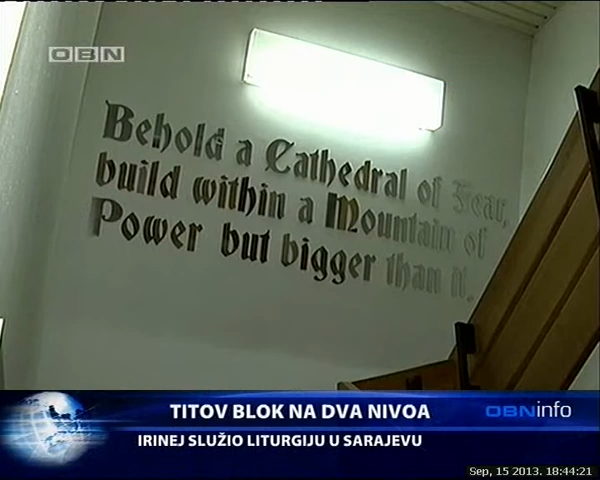 OBN
Behold a Cathedral of Fear,
build within a Mountain of
Power but bigger than it.
TITOV BLOK NA DVA NIVOA
OBNinfo
IRINEJ SLUŽIO LITURGIJU U SARAJEVU
Sep, 15 2013. 18:44:21